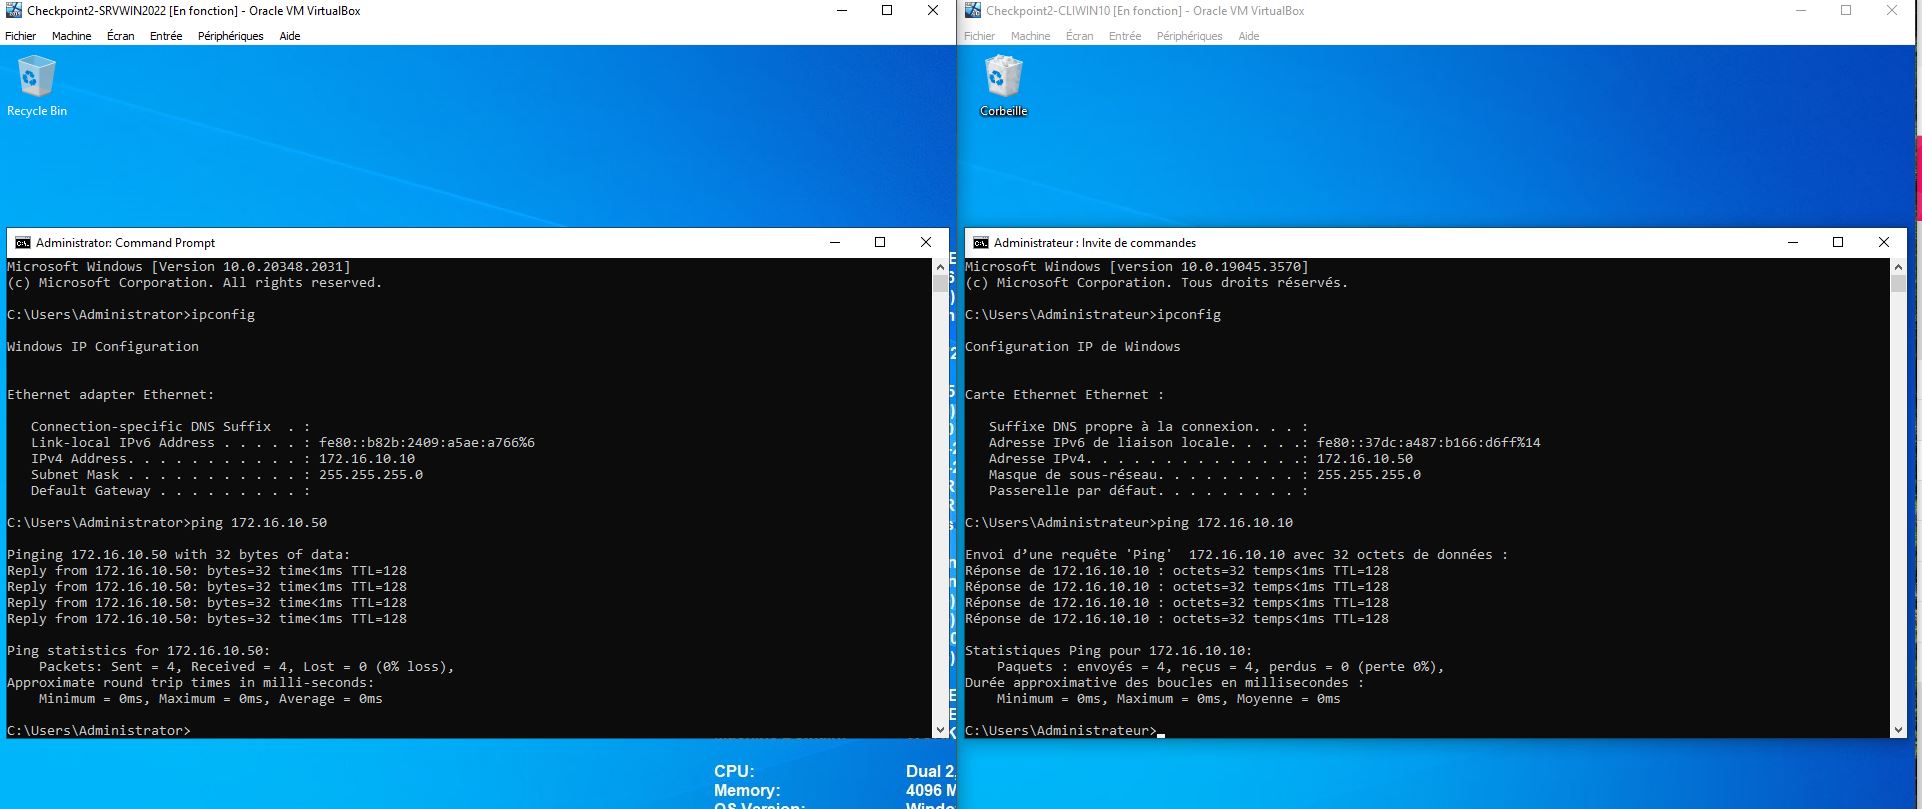 Checkpoint2-SRVWIN2022 [En fonction] - Oracle VM VirtualBox
Fichier Machine Écran Entrée Périphériques Aide
Recycle Bin
Administrator: Command Prompt
Microsoft Windows [Version 10.0.20348.2031]
(c) Microsoft Corporation. All rights reserved.
C:\Users\Administrator>ipconfig
Windows IP Configuration
Ethernet adapter Ethernet:
Connection-specific DNS Suffix . :
Link-local IPv6 Address . . . . . : fe80::b82b:2409:a5ae:a766%6
IPv4 Address. . . . . . . . . . . : 172.16.10.10
Subnet Mask . . . . . . . . . . . : 255.255.255.0
Default Gateway . . . . . . . . . :
C:\Users\Administrator>ping 172.16.10.50
Pinging 172.16.10.50 with 32 bytes of data:
Reply from 172.16.10.50: bytes=32 time<1ms TTL=128
Reply from 172.16.10.50: bytes=32 time<1ms TTL=128
Reply from 172.16.10.50: bytes=32 time<1ms TTL=128
Reply from 172.16.10.50: bytes=32 time<1ms TTL=128
Ping statistics for 172.16.10.50:
Packets: Sent = 4, Received = 4, Lost = 0 (0% loss),
Approximate round trip times in milli-seconds:
Minimum = 0ms, Maximum = 0ms, Average = 0ms
C:\Users\Administrator>
CPU: Dual 2.
Memory: 4096 M
OS Version: Windo
Checkpoint2-CLIWIN10 [En fonction] - Oracle VM VirtualBox
Fichier Machine Écran Entrée Périphériques Aide
Corbeille
Administrateur : Invite de commandes
Microsoft Windows [version 10.0.19045.3570]
(c) Microsoft Corporation. Tous droits réservés.
C:\Users\Administrateur>ipconfig
Configuration IP de Windows
Carte Ethernet Ethernet :
Suffixe DNS propre à la connexion. . . :
Adresse IPv6 de liaison locale. . . . .: fe80::37dc:a487:b166:d6ff%14
Adresse IPv4. . . . . . . . . . . . . .: 172.16.10.50
Masque de sous-réseau. . . . . . . . . : 255.255.255.0
Passerelle par défaut. . . . . . . . . :
C:\Users\Administrateur>ping 172.16.10.10
Envoi d’une requête 'Ping'  172.16.10.10 avec 32 octets de données :
Réponse de 172.16.10.10 : octets=32 temps<1ms TTL=128
Réponse de 172.16.10.10 : octets=32 temps<1ms TTL=128
Réponse de 172.16.10.10 : octets=32 temps<1ms TTL=128
Réponse de 172.16.10.10 : octets=32 temps<1ms TTL=128
Statistiques Ping pour 172.16.10.10:
Paquets : envoyés = 4, reçus = 4, perdus = 0 (perte 0%),
Durée approximative des boucles en millisecondes :
Minimum = 0ms, Maximum = 0ms, Moyenne = 0ms
C:\Users\Administrateur>